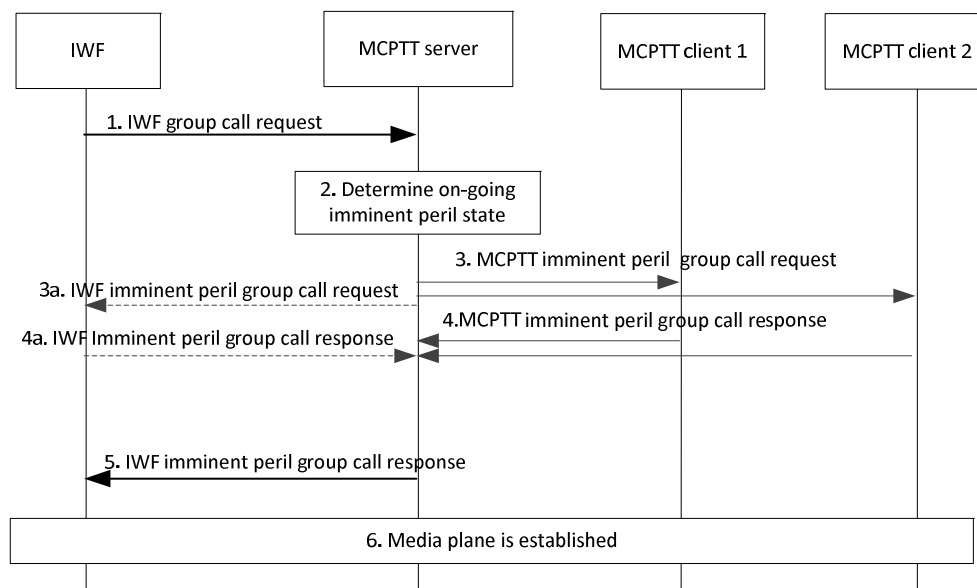 IWF
MCPTT server
MCPTT client 1
MCPTT client 2
1. IWF group call request
2. Determine on-going
imminent peril state
3. MCPTT imminent peril group call request
3a. IWF imminent peril group call request
4.MCPTT imminent peril group call response
4a. IWF Imminent peril group call response
5. IWF imminent peril group call response
6. Media plane is established